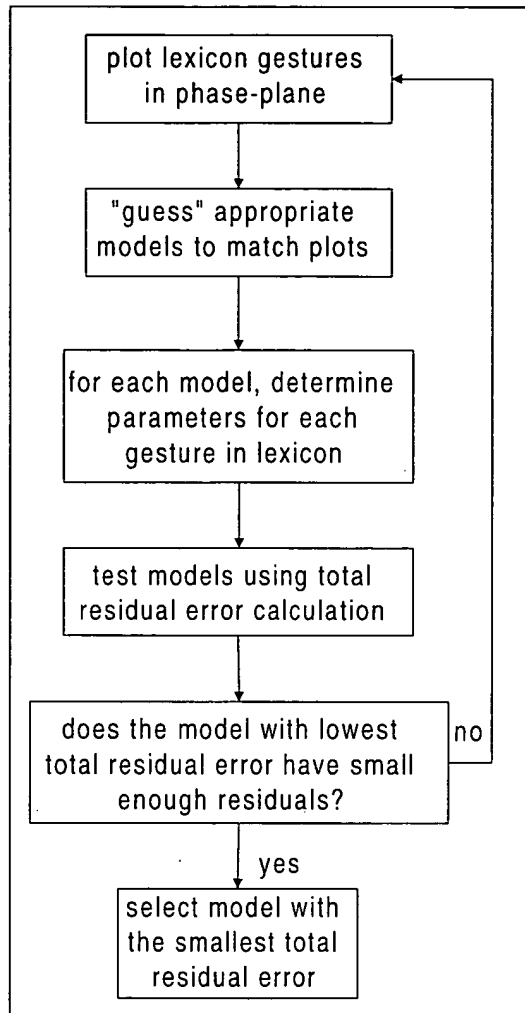 plot lexicon gestures
in phase-plane
"guess" appropriate
models to match plots
for each model, determine
parameters for each
gesture in lexicon
test models using total
residual error calculation
does the model with lowest
total residual error have small
enough residuals?
no
yes
select model with
the smallest total
residual error